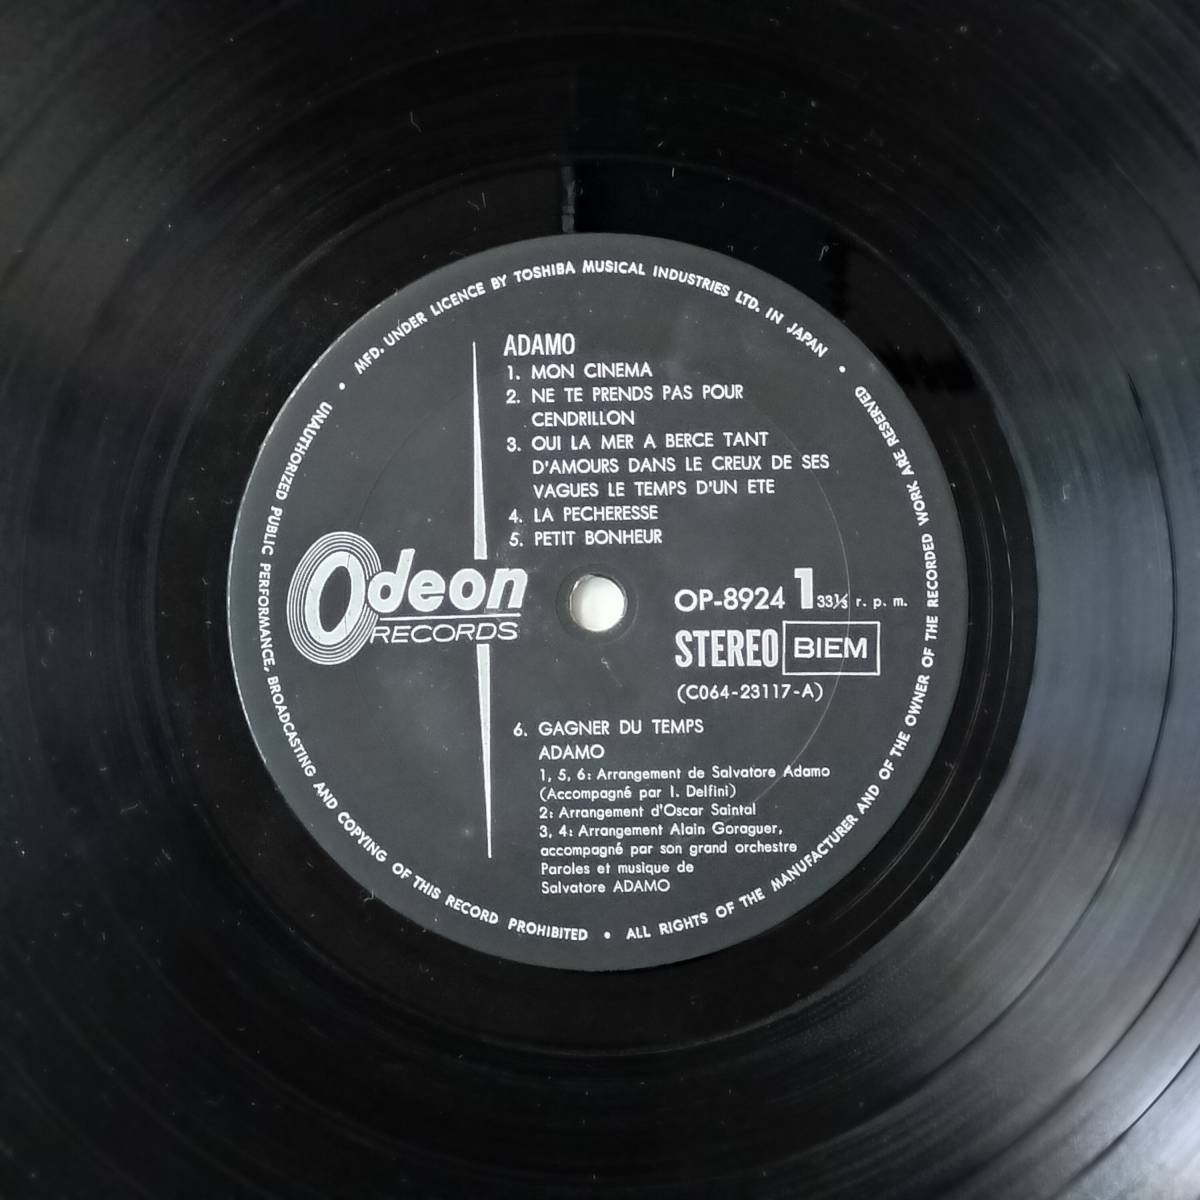 MFD. UNDER LICENCE BY TOSHIBA MUSICAL INDUSTRIES LTD. IN JAPAN •
ADAMO
1. MON CINEMA
2. NE TE PRENDS PAS POUR
CENDRILLON
3. OUI LA MER A BERCE TANT
D'AMOURS DANS LE CREUX DE SES
VAGUES LE TEMPS D'UN ETE
4. LA PECHERESSE
5. PETIT BONHEUR
Odeon
RECORDS
OP-8924 1 33⅓ r. p. m.
STEREO BIEM
(C064-23117-A)
6. GAGNER DU TEMPS
ADAMO
1, 5, 6: Arrangement de Salvatore Adamo
(Accompagné par I. Delfini)
2: Arrangement d'Oscar Saintal
3, 4: Arrangement Alain Goraguer,
accompagné par son grand orchestre
Paroles et musique de
Salvatore ADAMO
ALL RIGHTS OF THE MANUFACTURER AND OF THE OWNER OF THE RECORDED WORK ARE RESERVED •
UNAUTHORIZED PUBLIC PERFORMANCE, BROADCASTING AND COPYING OF THIS RECORD PROHIBITED •